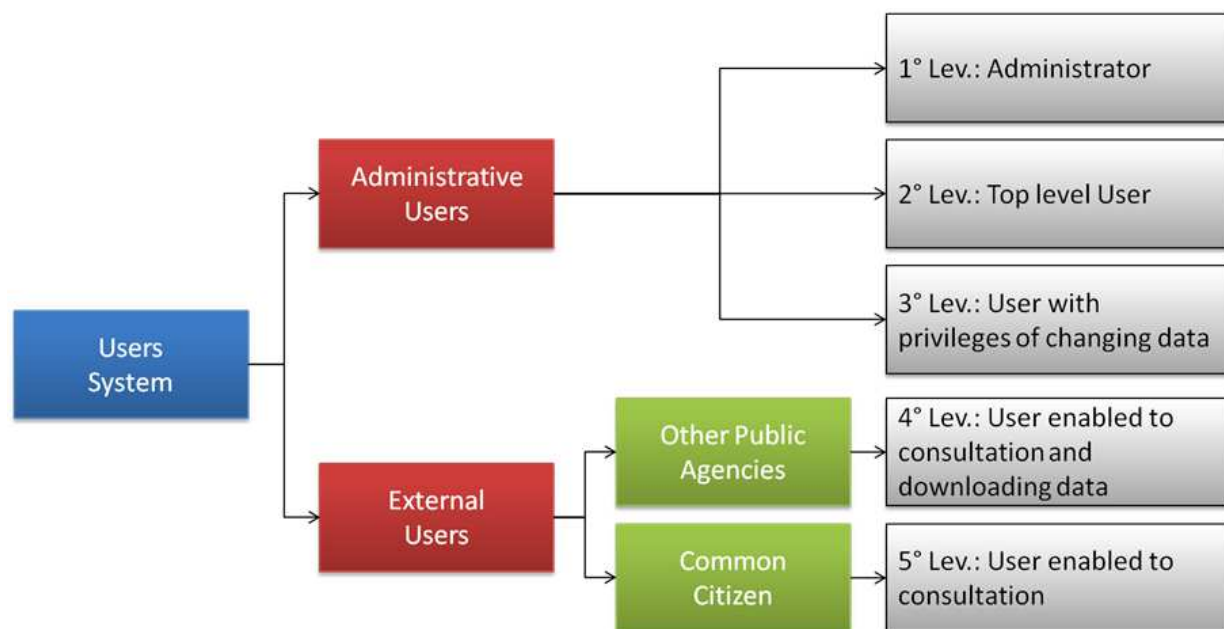 1° Lev.: Administrator
Administrative
Users
2° Lev.: Top level User
3° Lev.: User with
privileges of changing data
Users
System
Other Public
Agencies
4° Lev.: User enabled to
consultation and
downloading data
External
Users
Common
Citizen
5° Lev.: User enabled to
consultation